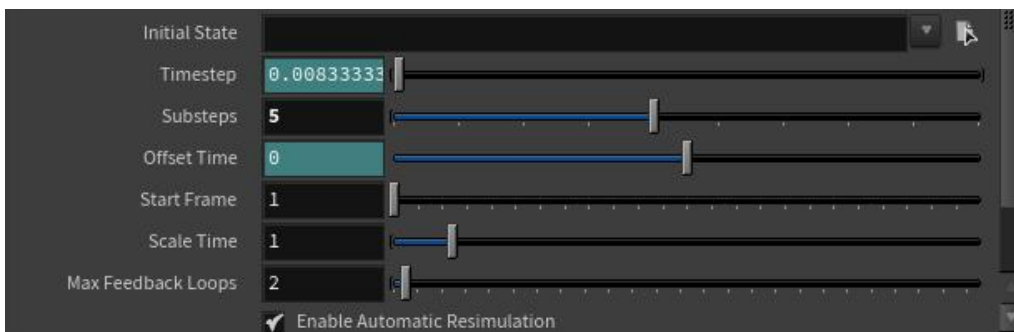 Initial State
Timestep 0.00833333
Substeps 5
Offset Time 0
Start Frame 1
Scale Time 1
Max Feedback Loops 2
Enable Automatic Resimulation